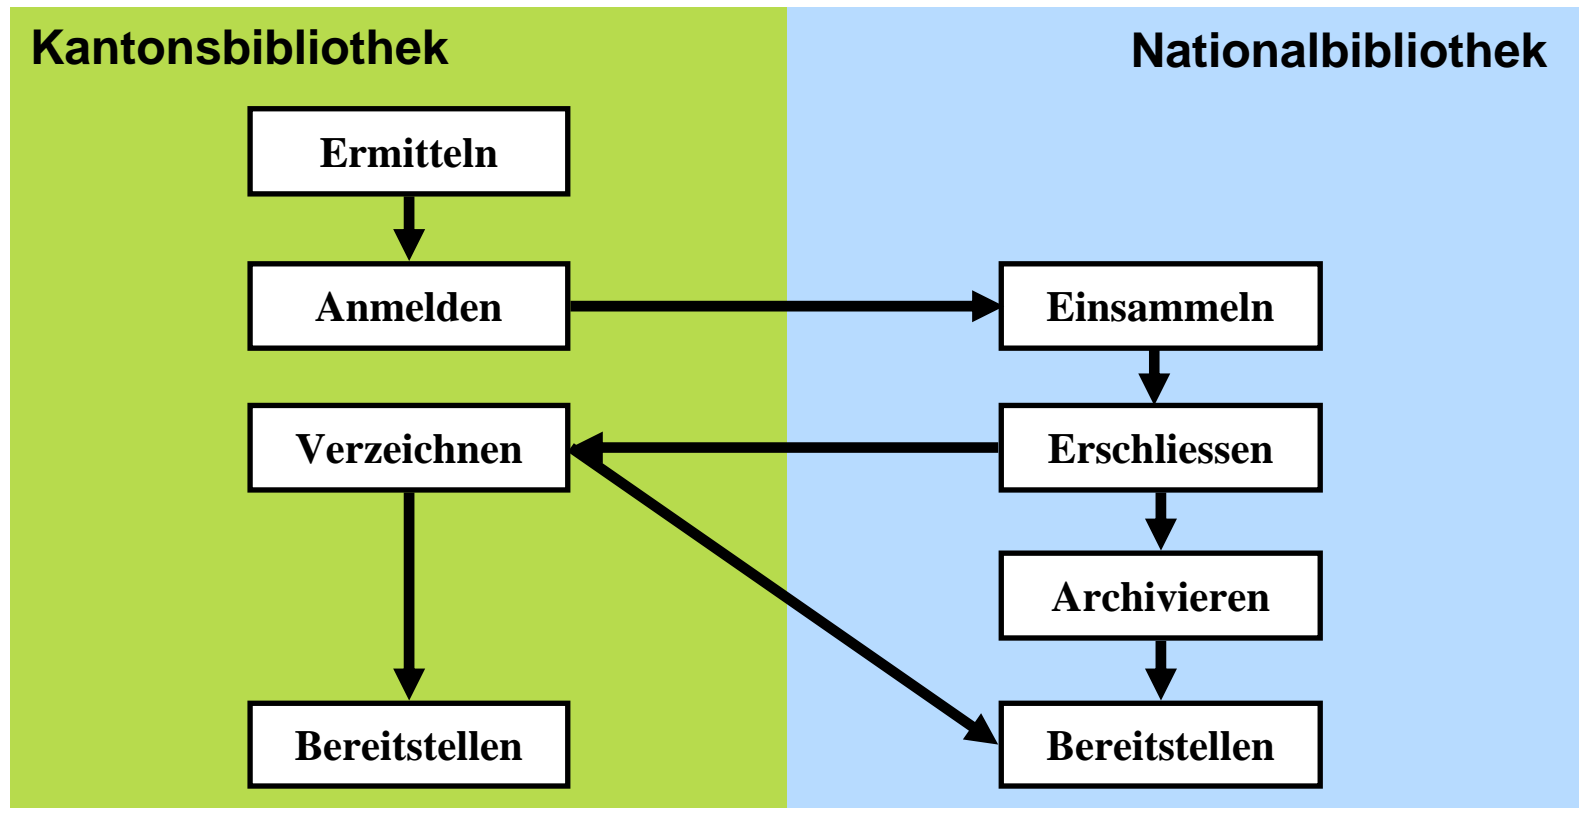 Kantonsbibliothek
Nationalbibliothek
Ermitteln
Anmelden
Einsammeln
Verzeichnen
Erschliessen
Archivieren
Bereitstellen
Bereitstellen